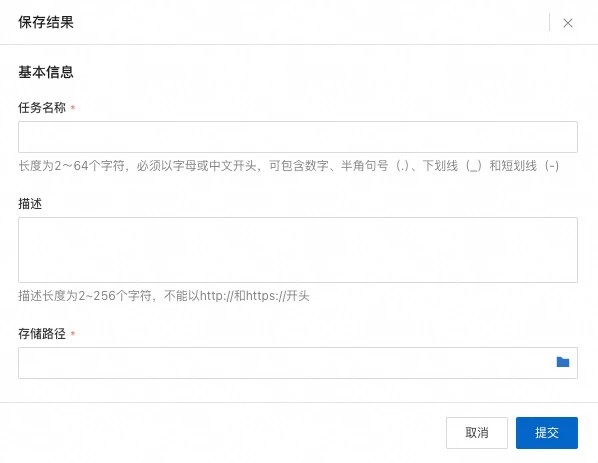 保存结果
基本信息
任务名称 *
长度为2～64个字符，必须以字母或中文开头，可包含数字、半角句号（.）、下划线（_）和短划线（-）
描述
描述长度为2~256个字符，不能以http://和https://开头
存储路径 *
取消
提交